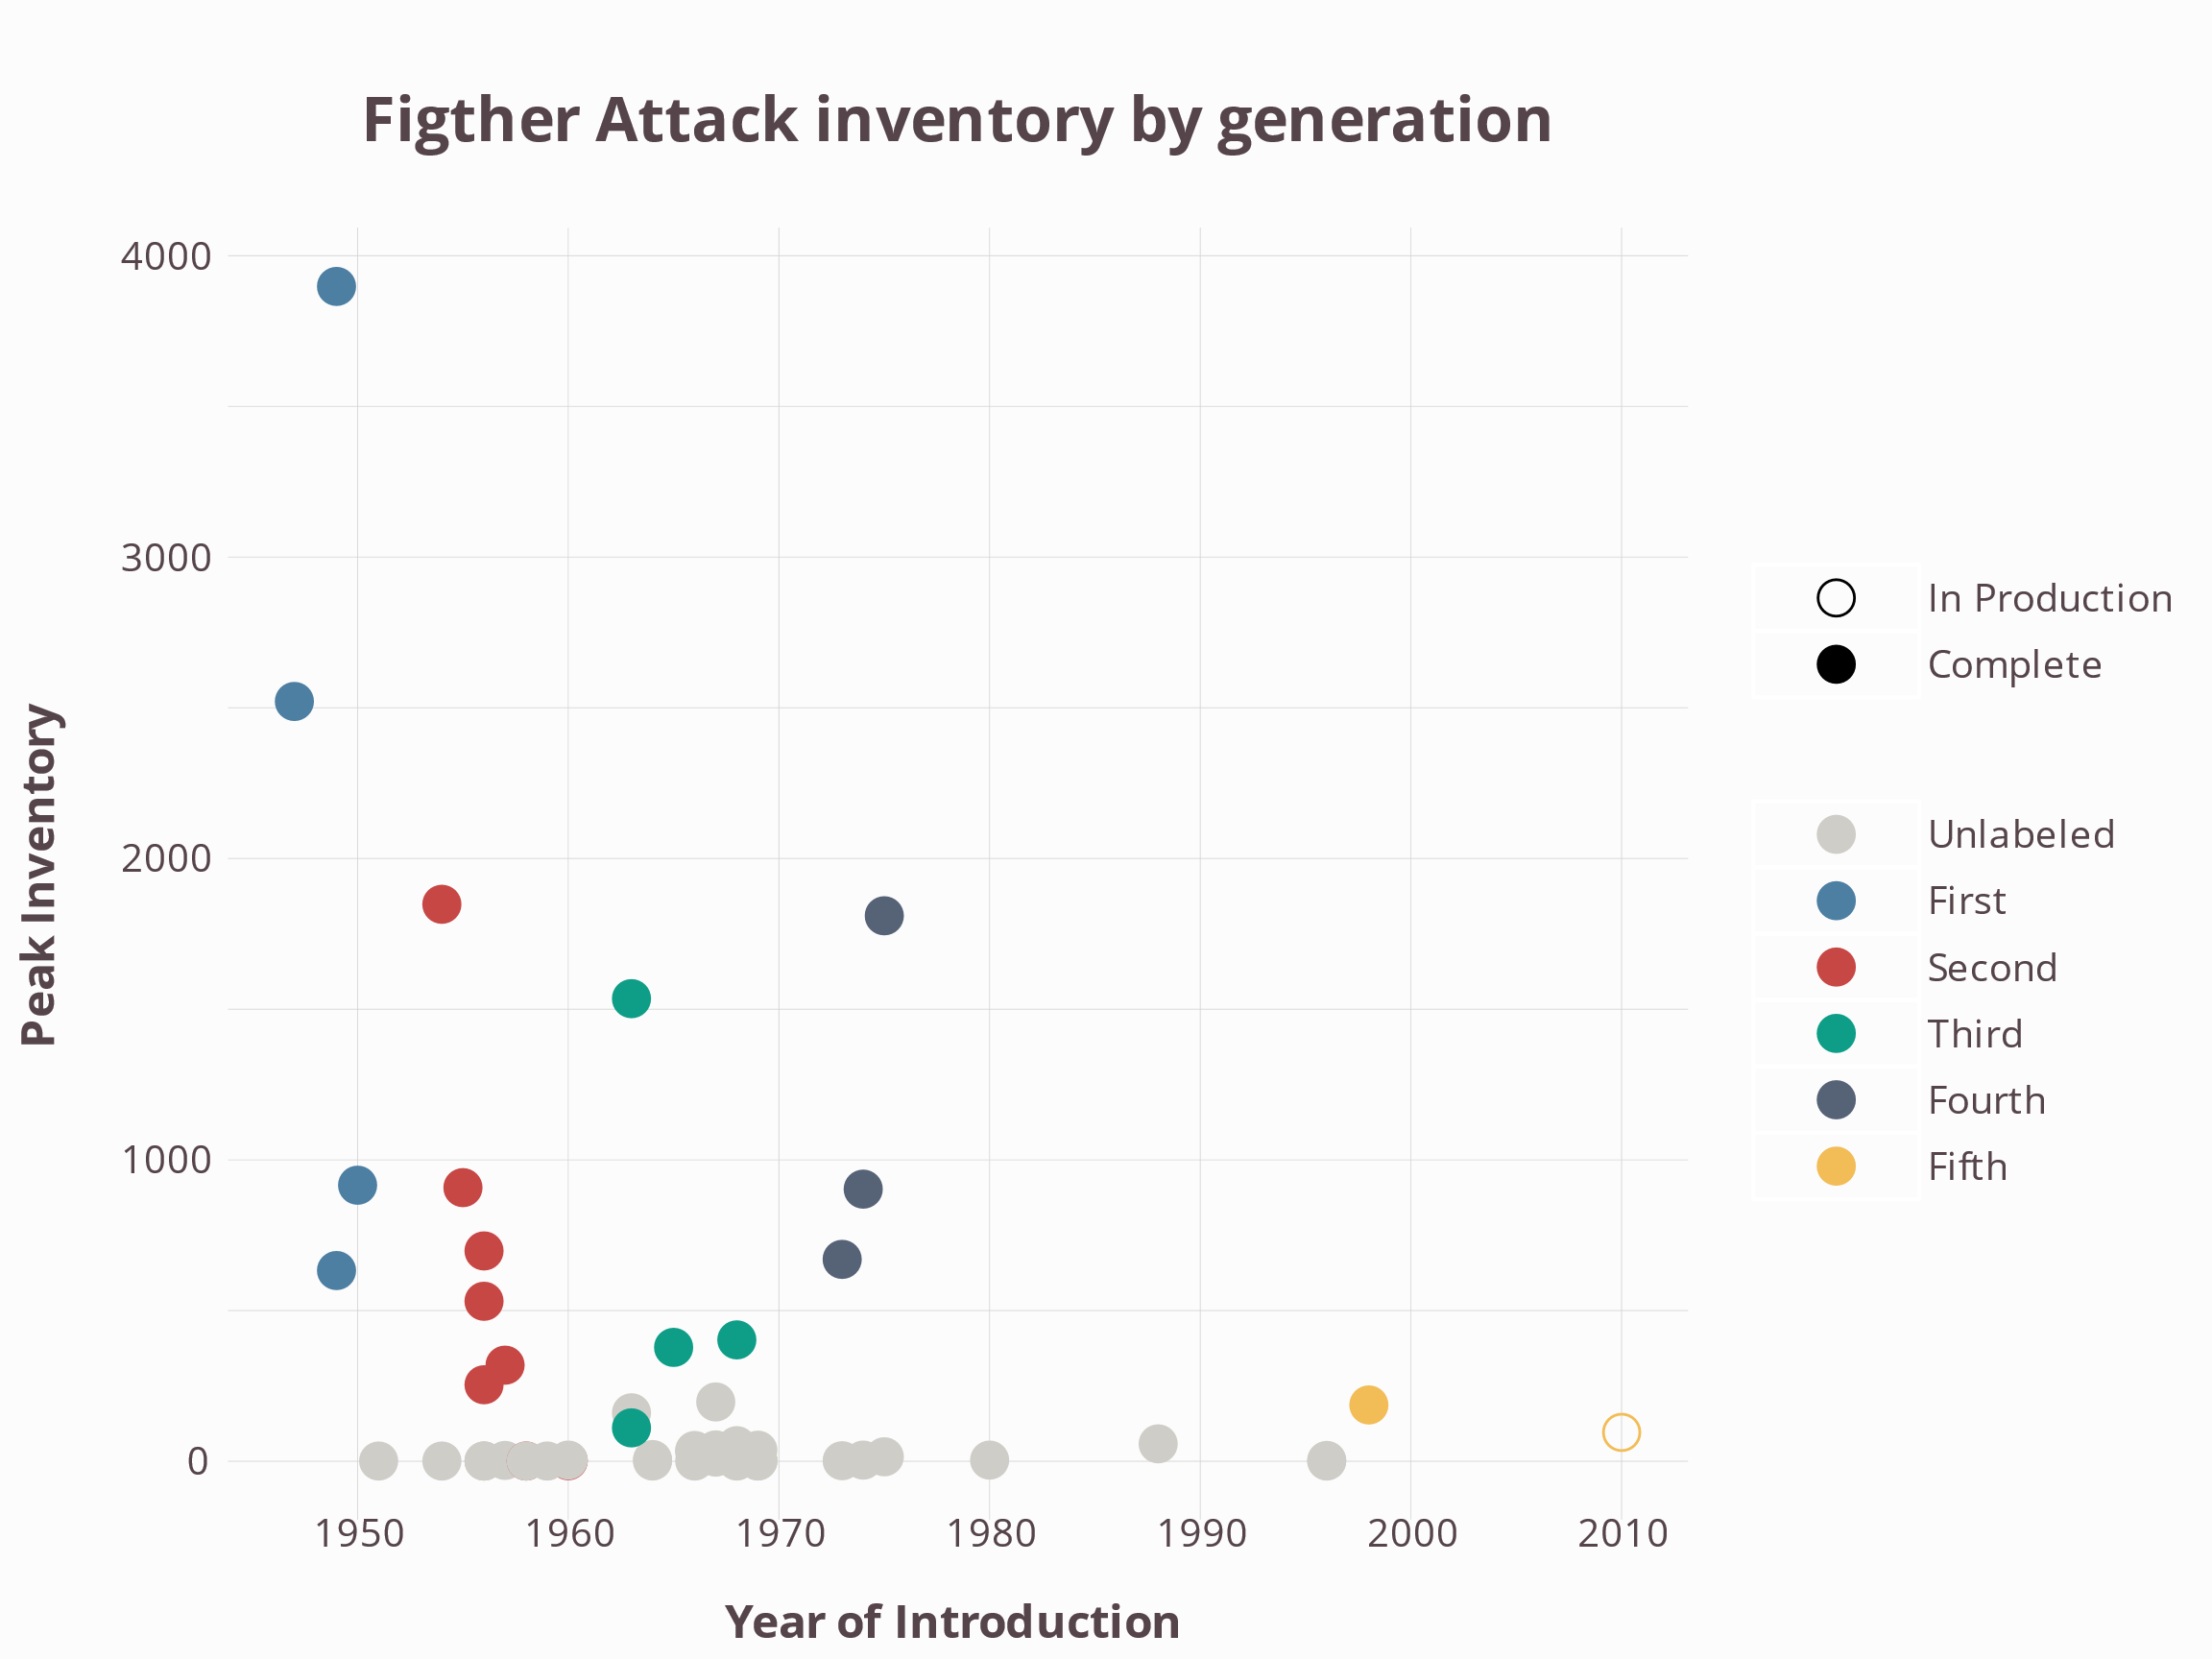 Figther Attack inventory by generation
4000
3000
2000
1000
0
Peak Inventory
1950 1960 1970 1980 1990 2000 2010
Year of Introduction
In Production
Complete
Unlabeled
First
Second
Third
Fourth
Fifth